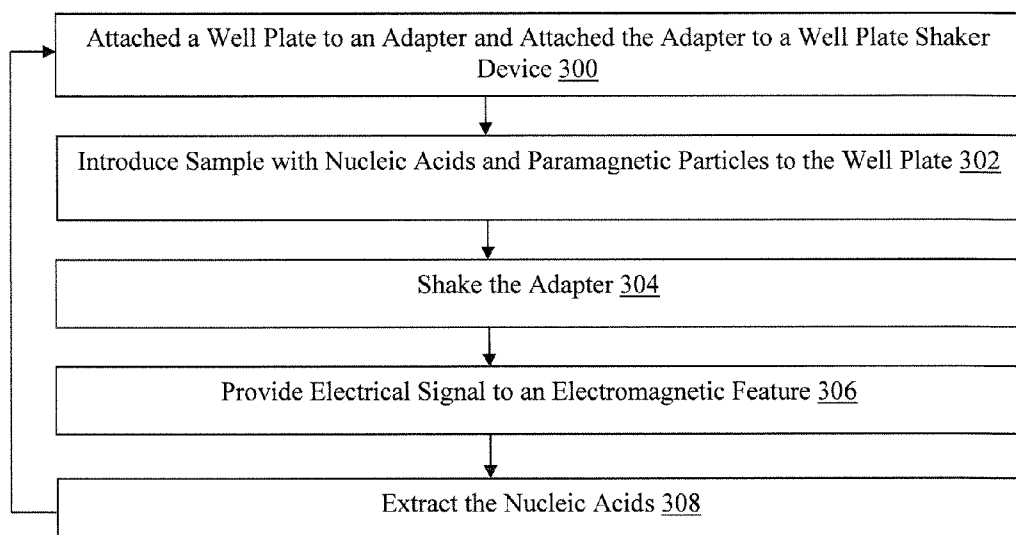 Attached a Well Plate to an Adapter and Attached the Adapter to a Well Plate Shaker
Device 300
Introduce Sample with Nucleic Acids and Paramagnetic Particles to the Well Plate 302
Shake the Adapter 304
Provide Electrical Signal to an Electromagnetic Feature 306
Extract the Nucleic Acids 308